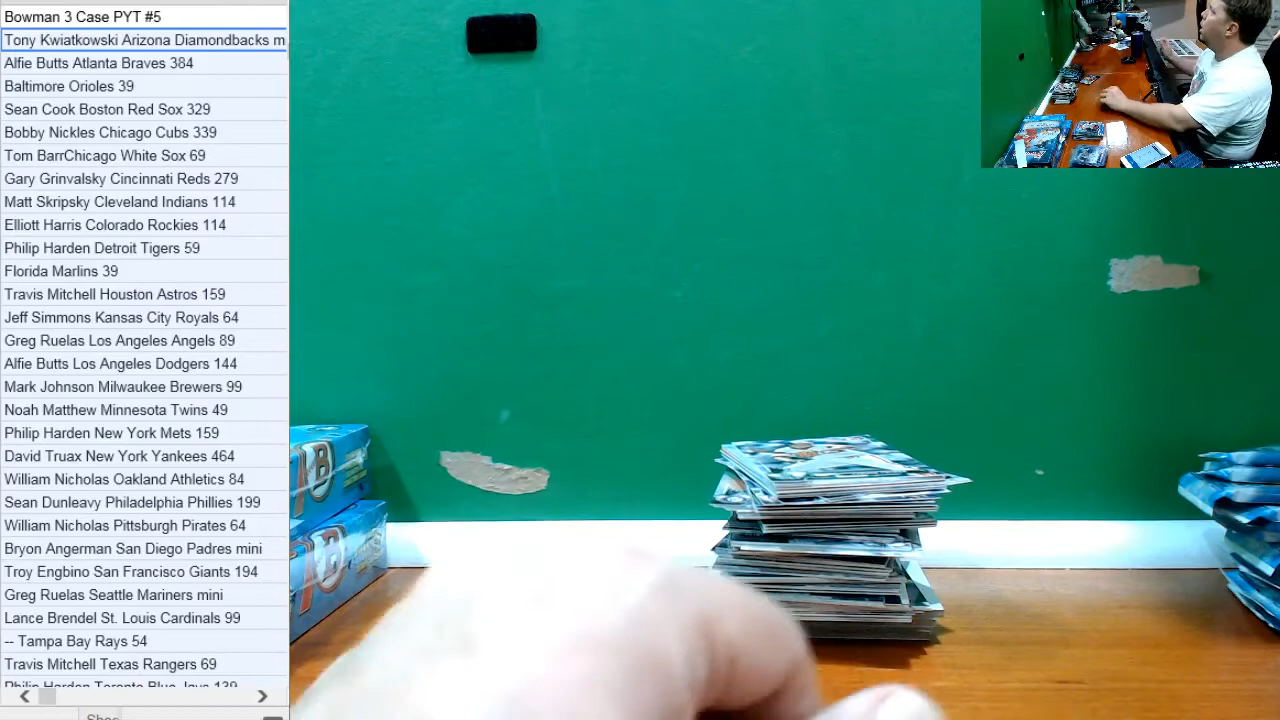 Bowman 3 Case PYT #5
Tony Kwiatkowski Arizona Diamondbacks m
Alfie Butts Atlanta Braves 384
Baltimore Orioles 39
Sean Cook Boston Red Sox 329
Bobby Nickles Chicago Cubs 339
Tom BarrChicago White Sox 69
Gary Grinvalsky Cincinnati Reds 279
Matt Skripsky Cleveland Indians 114
Elliott Harris Colorado Rockies 114
Philip Harden Detroit Tigers 59
Florida Marlins 39
Travis Mitchell Houston Astros 159
Jeff Simmons Kansas City Royals 64
Greg Ruelas Los Angeles Angels 89
Alfie Butts Los Angeles Dodgers 144
Mark Johnson Milwaukee Brewers 99
Noah Matthew Minnesota Twins 49
Philip Harden New York Mets 159
David Truax New York Yankees 464
William Nicholas Oakland Athletics 84
Sean Dunleavy Philadelphia Phillies 199
William Nicholas Pittsburgh Pirates 64
Bryon Angerman San Diego Padres mini
Troy Engbino San Francisco Giants 194
Greg Ruelas Seattle Mariners mini
Lance Brendel St. Louis Cardinals 99
-- Tampa Bay Rays 54
Travis Mitchell Texas Rangers 69
Philip Harden Toronto Blue Jays 139
B
B